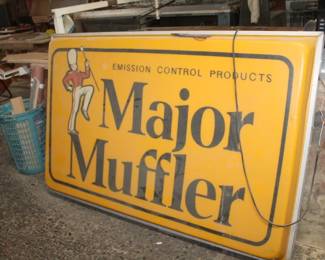 EMISSION CONTROL PRODUCTS
Major
Muffler